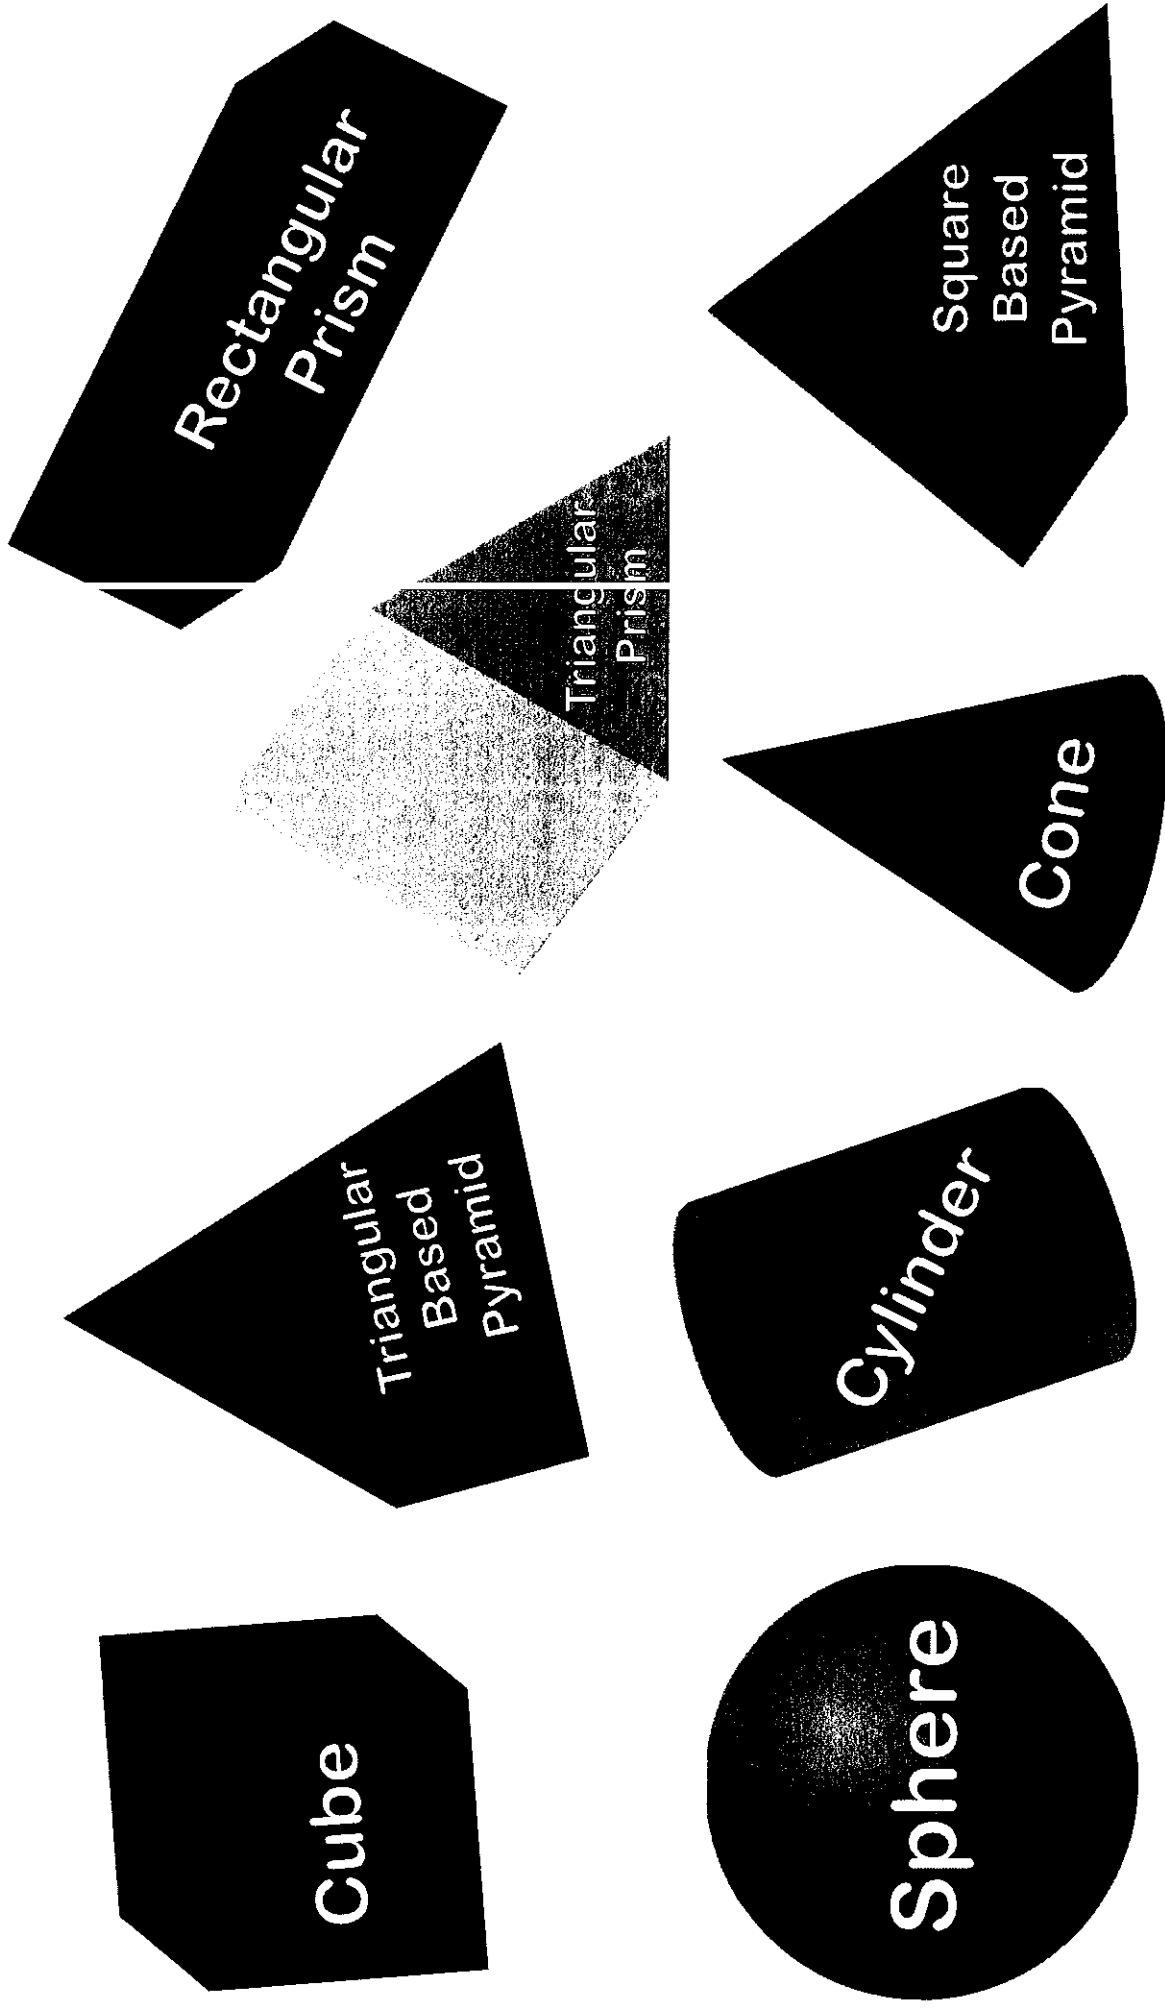 Cube
Triangular
Based
Pyramid
Triangular
Prism
Rectangular
Prism
Sphere
Cylinder
Cone
Square
Based
Pyramid